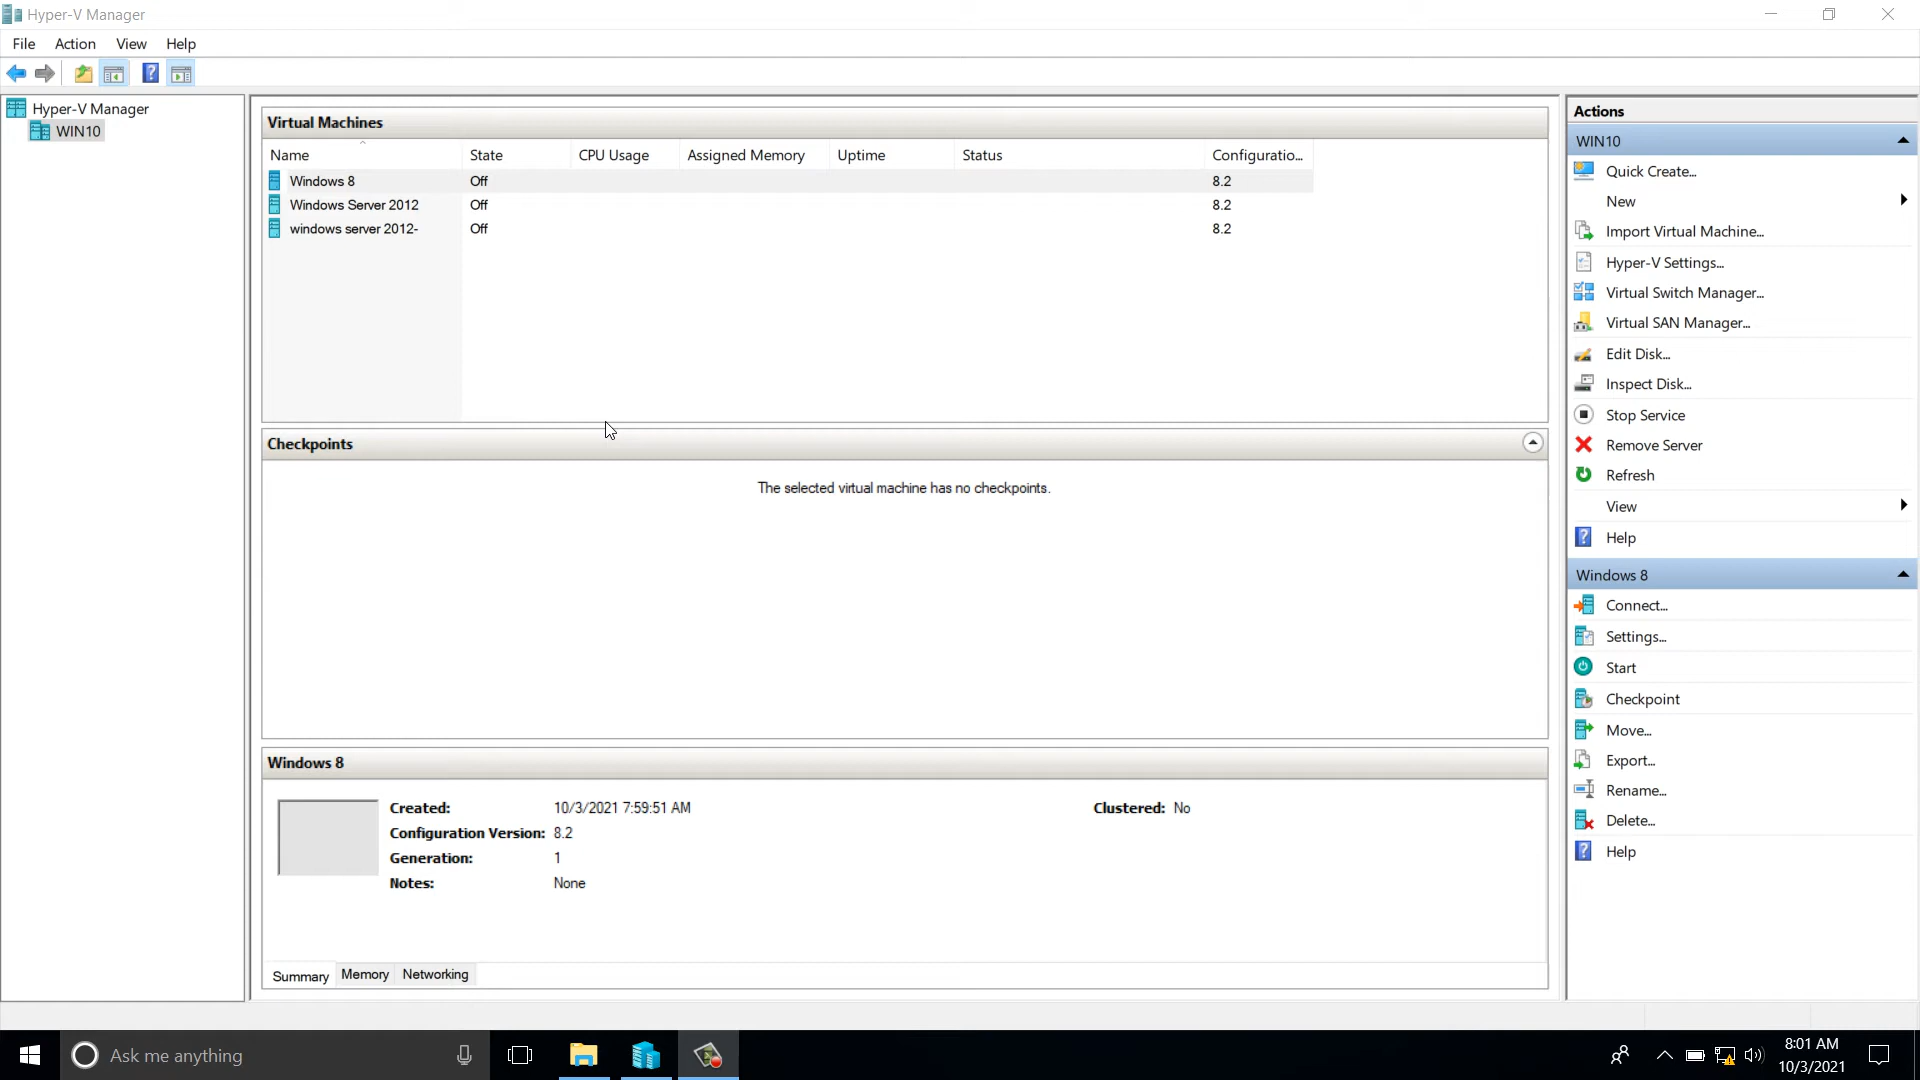 Hyper-V Manager
File Action View Help
Hyper-V Manager
WIN10
Virtual Machines
Name State CPU Usage Assigned Memory Uptime Status Configuratio...
Windows 8 Off 8.2
Windows Server 2012 Off 8.2
windows server 2012- Off 8.2
Checkpoints
The selected virtual machine has no checkpoints.
Windows 8
Created: 10/3/2021 7:59:51 AM Clustered: No
Configuration Version: 8.2
Generation: 1
Notes: None
Summary Memory Networking
Actions
WIN10
Quick Create...
New
Import Virtual Machine...
Hyper-V Settings...
Virtual Switch Manager...
Virtual SAN Manager...
Edit Disk...
Inspect Disk...
Stop Service
Remove Server
Refresh
View
Help
Windows 8
Connect...
Settings...
Start
Checkpoint
Move...
Export...
Rename...
Delete...
Help
Ask me anything
8:01 AM
10/3/2021